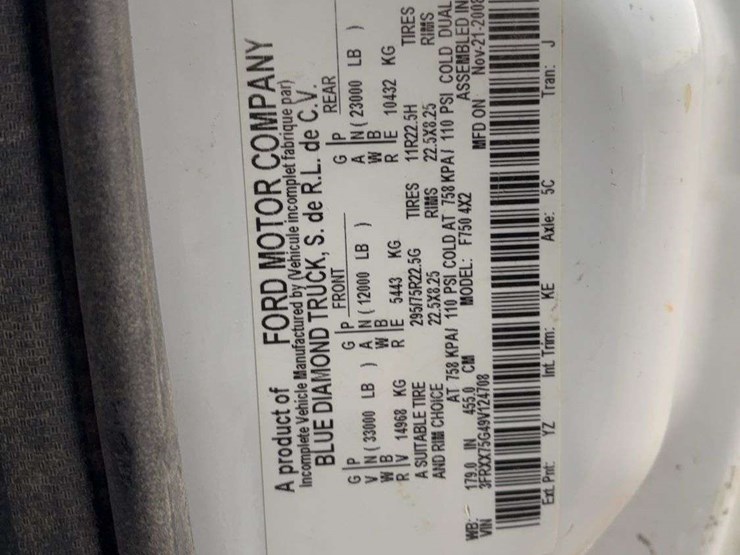 A product of FORD MOTOR COMPANY
Incomplete Vehicle Manufactured by (Vehicule incomplet fabrique par)
BLUE DIAMOND TRUCK, S. de R.L. de C.V.
FRONT REAR
G P G P G P
V N ( 33000 LB ) A N ( 12000 LB ) A N ( 23000 LB )
W B W B W B
R V 14968 KG R E 5443 KG R E 10432 KG
A SUITABLE TIRE 295/75R22.5G TIRES 11R22.5H TIRES
AND RIM CHOICE 22.5X8.25 RIMS 22.5X8.25 RIMS
AT 758 KPA/ 110 PSI COLD AT 758 KPA/ 110 PSI COLD DUAL
WB: 179.0 IN 455.0 CM MODEL: F750 4X2 ASSEMBLED IN
VIN 3FRXX75G49V124708 MFD ON: Nov-21-2008
Ext. Pnt: YZ Int. Trim: KE Axle: 5C Tran: J